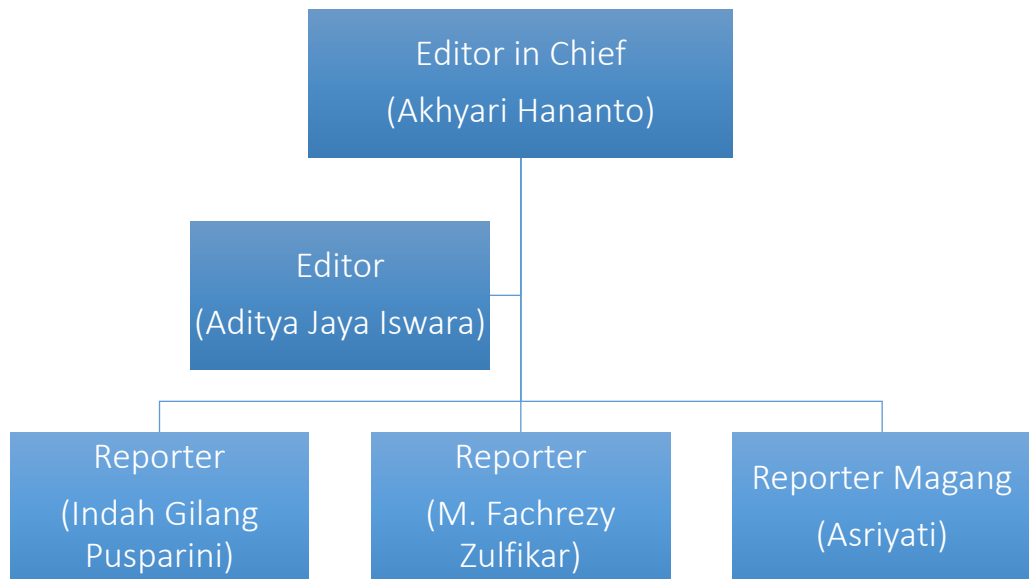 Editor in Chief
(Akhyari Hananto)
Editor
(Aditya Jaya Iswara)
Reporter
(Indah Gilang
Pusparini)
Reporter
(M. Fachrezy
Zulfikar)
Reporter Magang
(Asriyati)